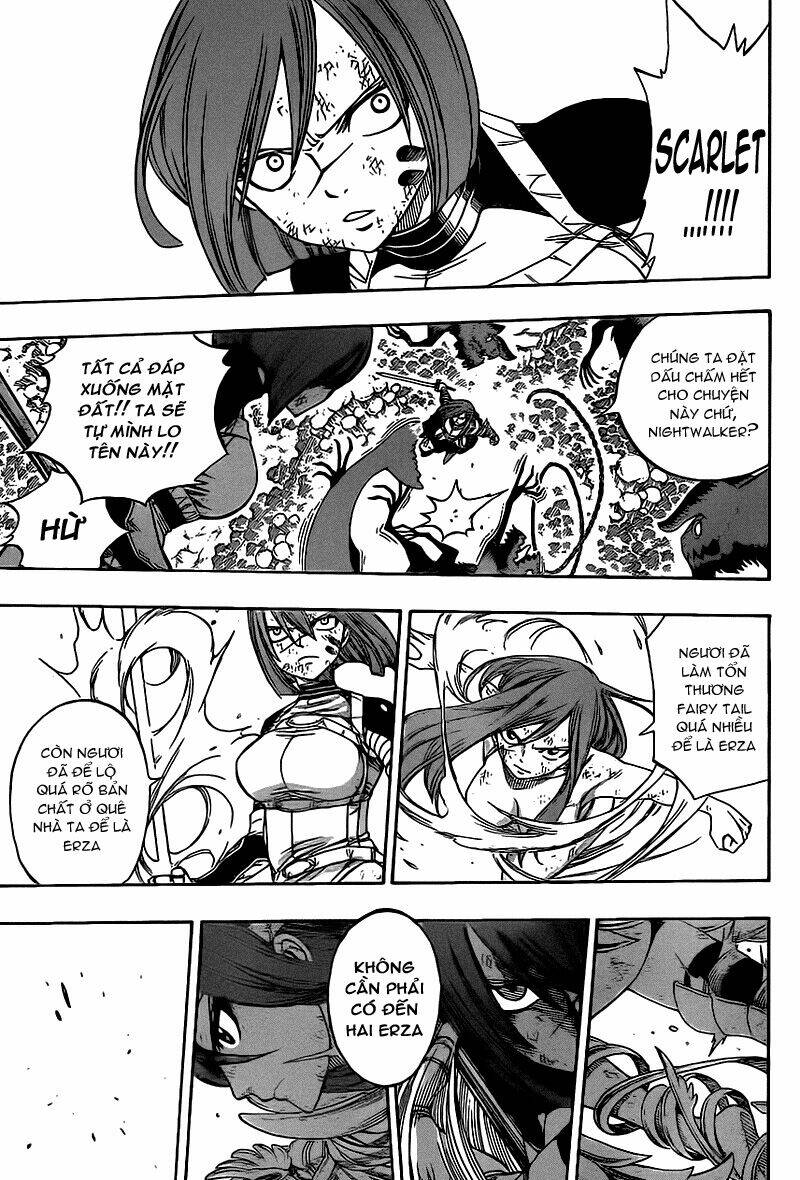 SCARLET
!!!!
CHÚNG TA ĐẶT
DẤU CHẤM HẾT
CHO CHUYỆN
NÀY CHỨ,
NIGHTWALKER?
TẤT CẢ ĐÁP
XUỐNG MẶT
ĐẤT!! TA SẼ
TỰ MÌNH LO
TÊN NÀY!!
HỪ
NGƯƠI ĐÃ
LÀM TỔN
THƯƠNG
FAIRY TAIL
QUÁ NHIỀU
ĐỂ LÀ ERZA
CÒN NGƯƠI
ĐÃ ĐỂ LỘ
QUÁ RỠ BẢN
CHẤT Ở QUÊ
NHÀ TA ĐỂ LÀ
ERZA
KHÔNG
CẦN PHẢI
CÓ ĐẾN
HAI ERZA